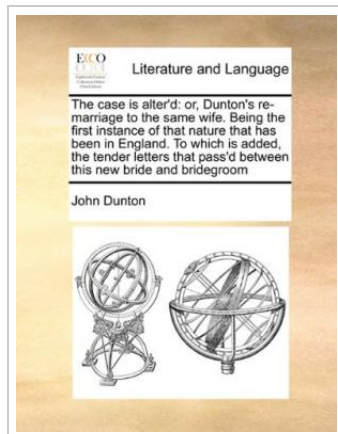 ECCO
Literature and Language
The case is alter'd: or, Dunton's re-
marriage to the same wife. Being the
first instance of that nature that has
been in England. To which is added,
the tender letters that pass'd between
this new bride and bridegroom
John Dunton